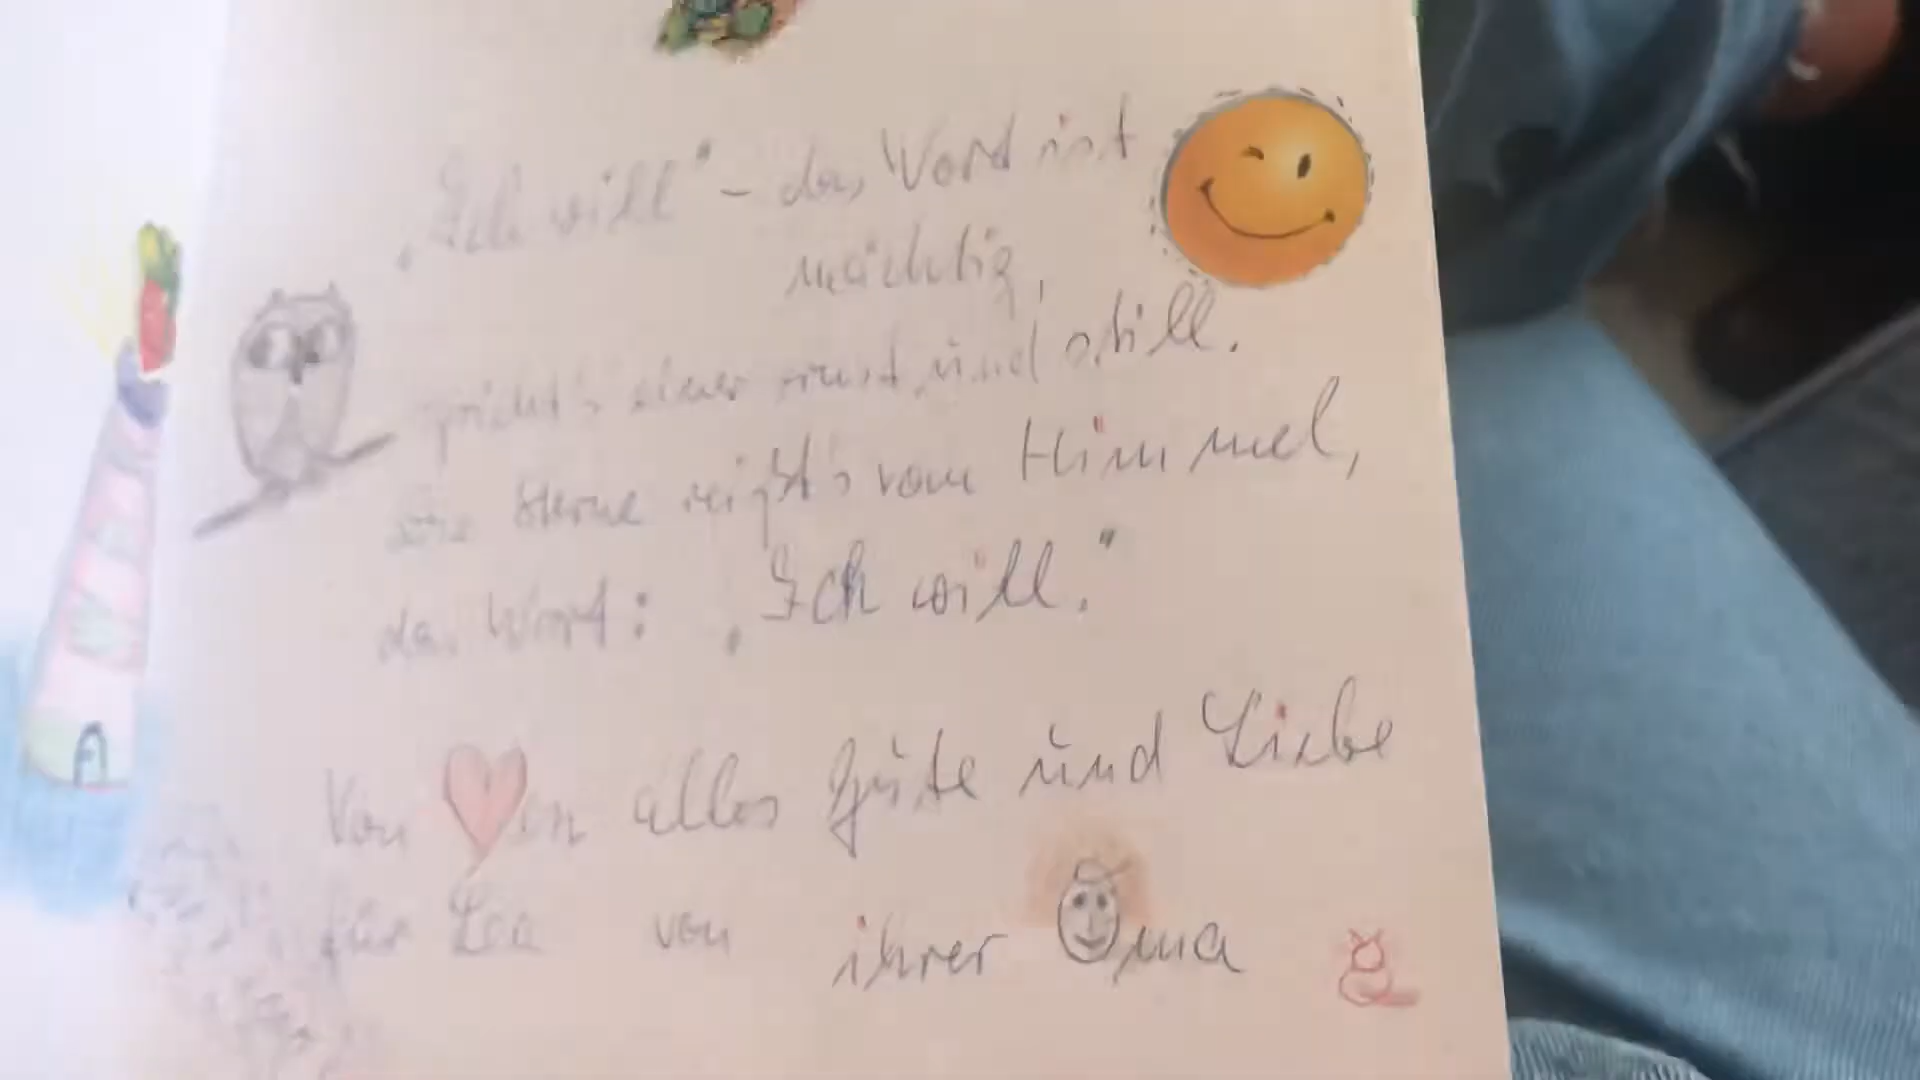 „Ich will" – das Wort ist
mächtig,
spricht's einer ernst und still.
die Sterne reißt's vom Himmel,
das Wort: „Ich will."
Von ❤en alles Gute und Liebe
für Lea von ihrer Oma